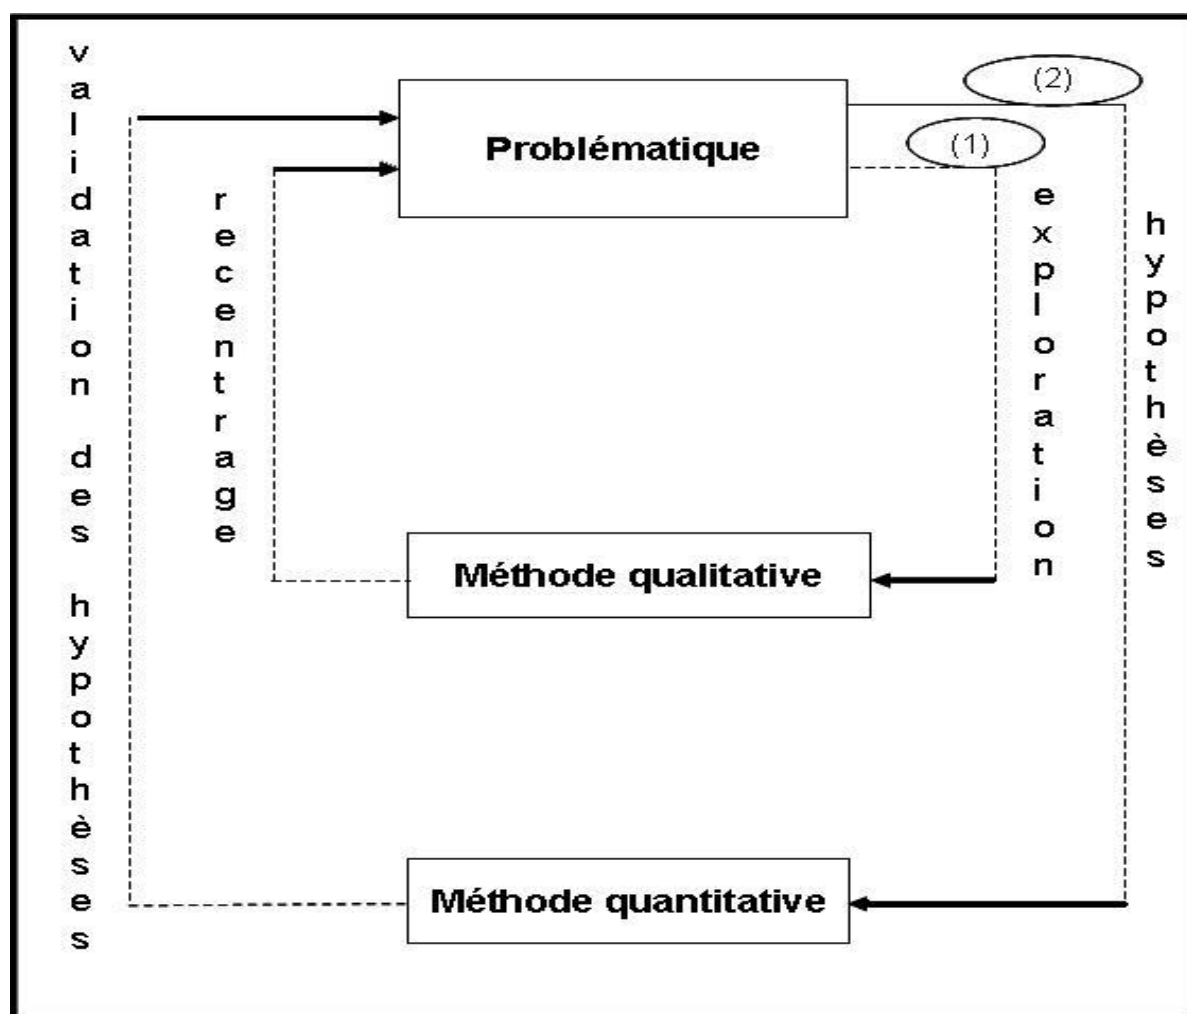 (2)
(1)
Problématique
validation des hypothèses
recentrage
exploration
hypothèses
Méthode qualitative
Méthode quantitative